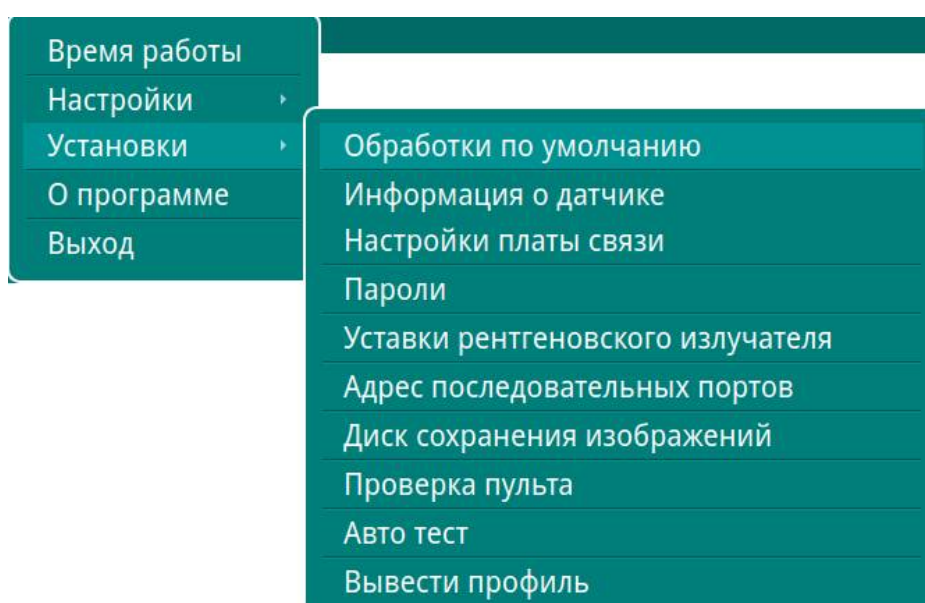 Время работы
Настройки
Установки
О программе
Выход
Обработки по умолчанию
Информация о датчике
Настройки платы связи
Пароли
Уставки рентгеновского излучателя
Адрес последовательных портов
Диск сохранения изображений
Проверка пульта
Авто тест
Вывести профиль